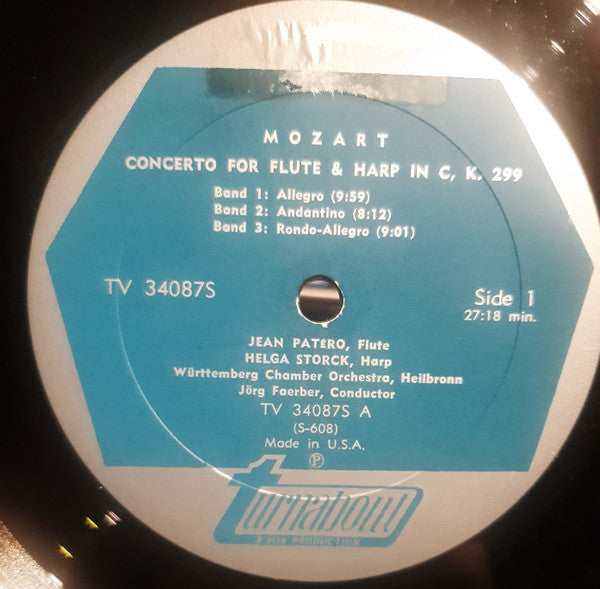 MOZART
CONCERTO FOR FLUTE & HARP IN C, K. 299
Band 1: Allegro (9:59)
Band 2: Andantino (8:12)
Band 3: Rondo-Allegro (9:01)
TV 34087S
Side 1
27:18 min.
JEAN PATERO, Flute
HELGA STORCK, Harp
Württemberg Chamber Orchestra, Heilbronn
Jörg Faerber, Conductor
TV 34087S A
(S-608)
Made in U.S.A.
Ⓟ
turnabout
A VOX PRODUCTION